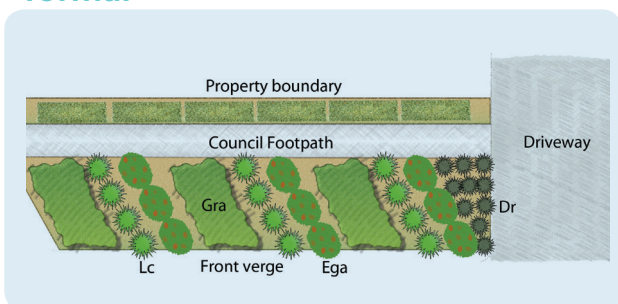 Property boundary
Council Footpath
Driveway
Gra
Dr
Lc
Front verge
Ega